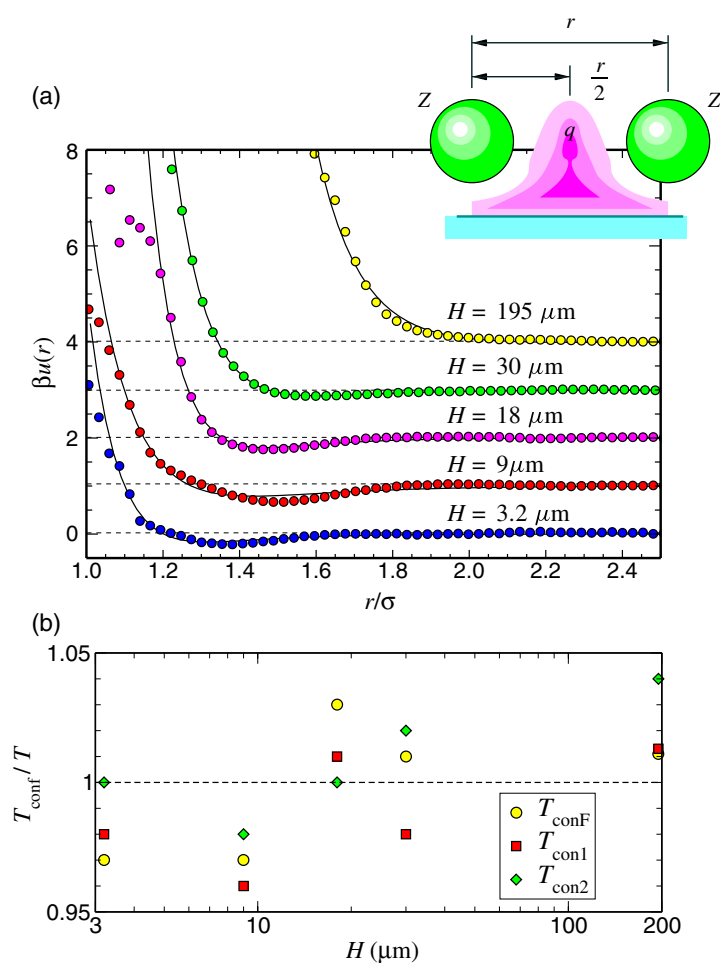 r
r/2
(a)
Z
Z
q
8
6
4
2
0
βu(r)
H = 195 μm
H = 30 μm
H = 18 μm
H = 9μm
H = 3.2 μm
1.0 1.2 1.4 1.6 1.8 2.0 2.2 2.4
r/σ
(b)
1.05
1
0.95
T_conf / T
T_conF
T_con1
T_con2
3 10 100 200
H (μm)